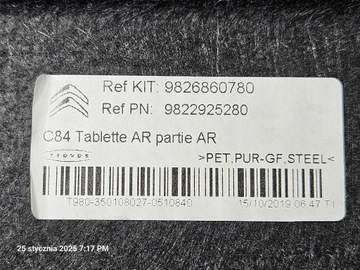 Ref KIT: 9826860780
Ref PN: 9822925280
C84 Tablette AR partie AR
>PET,PUR-GF,STEEL<
T980-350108027-0510840
15/10/2019 06:47 T1
25 stycznia 2025 7:17 PM